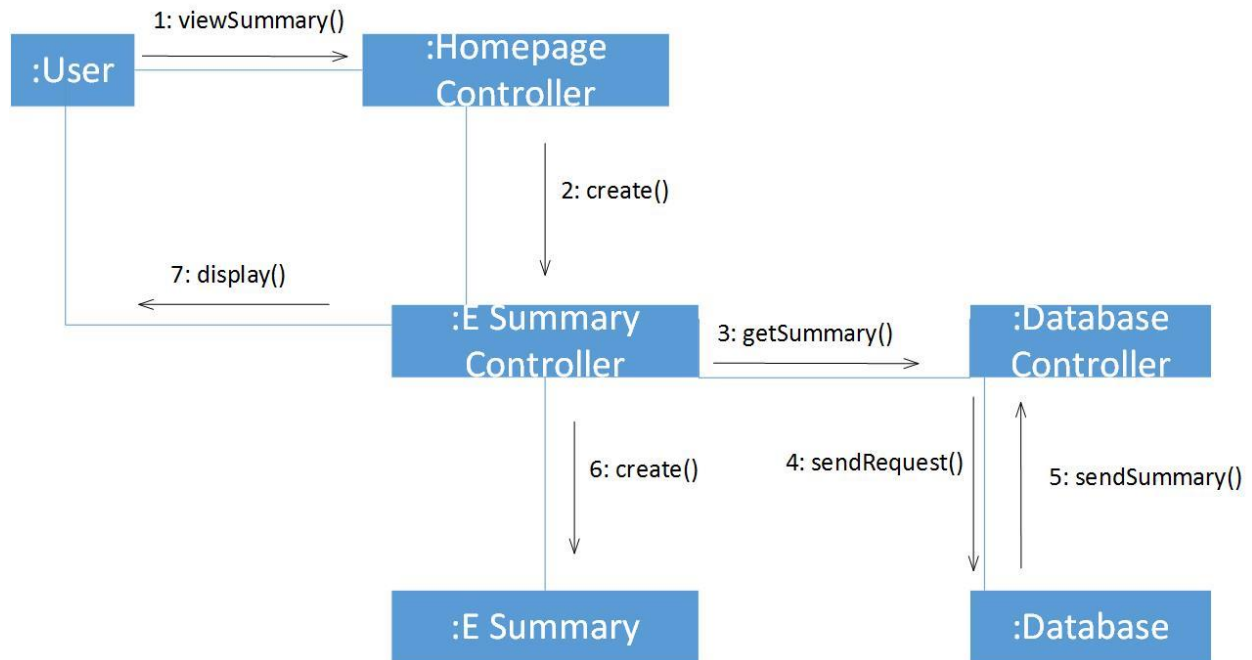 1: viewSummary()
:User
:Homepage
Controller
2: create()
7: display()
:E Summary
Controller
3: getSummary()
:Database
Controller
6: create()
4: sendRequest()
5: sendSummary()
:E Summary
:Database